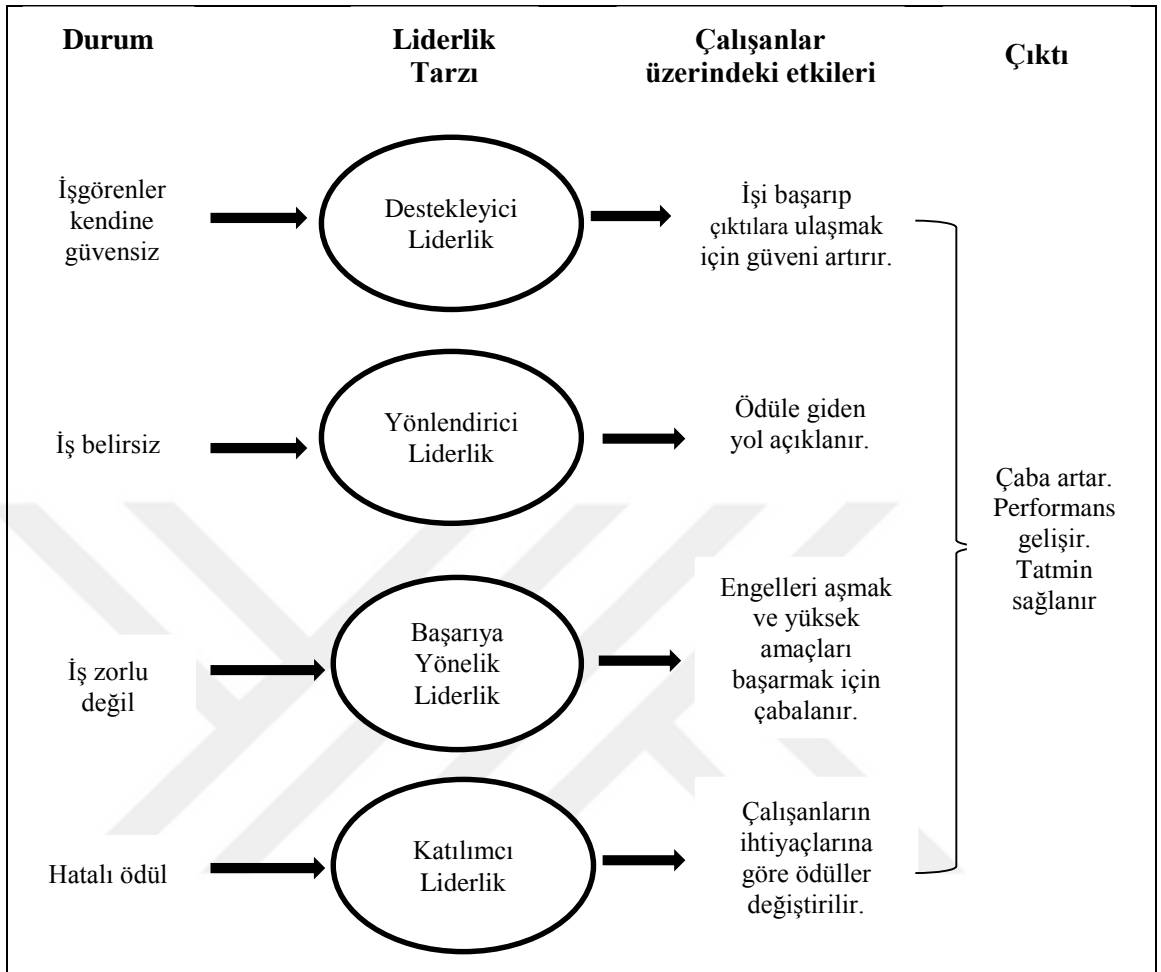 Durum
Liderlik
Tarzı
Çalışanlar
üzerindeki etkileri
Çıktı
İşgörenler
kendine
güvensiz
Destekleyici
Liderlik
İşi başarıp
çıktılara ulaşmak
için güveni artırır.
İş belirsiz
Yönlendirici
Liderlik
Ödüle giden
yol açıklanır.
İş zorlu
değil
Başarıya
Yönelik
Liderlik
Engelleri aşmak
ve yüksek
amaçları
başarmak için
çabalanır.
Hatalı ödül
Katılımcı
Liderlik
Çalışanların
ihtiyaçlarına
göre ödüller
değiştirilir.
Çaba artar.
Performans
gelişir.
Tatmin
sağlanır